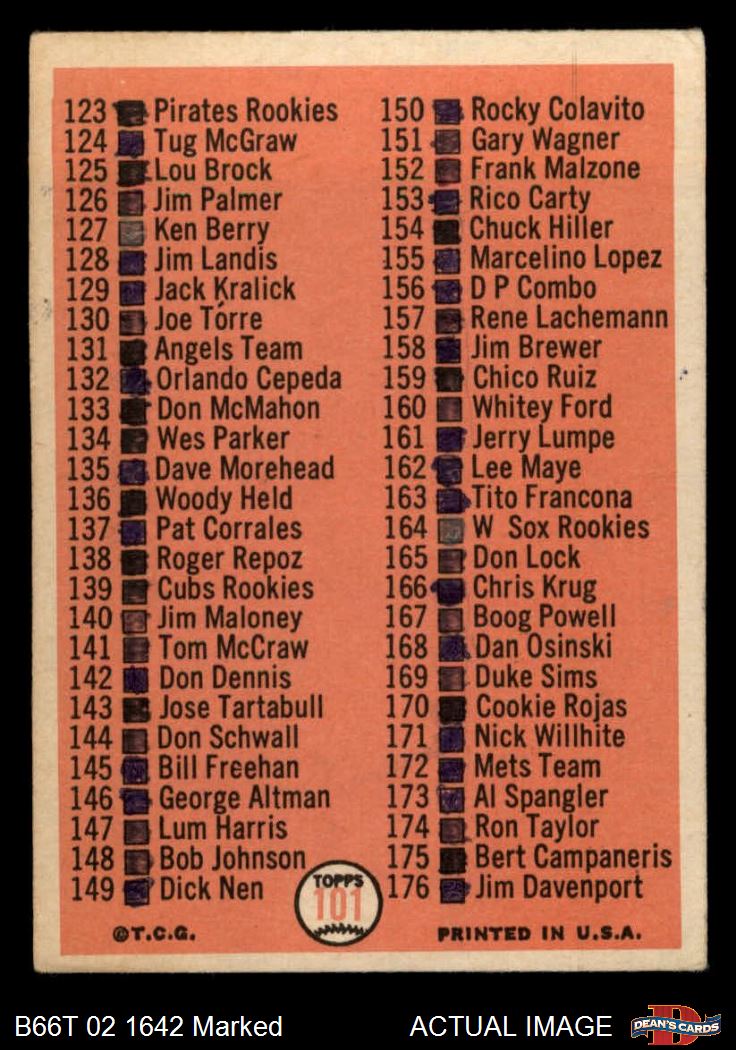 123 Pirates Rookies
124 Tug McGraw
125 Lou Brock
126 Jim Palmer
127 Ken Berry
128 Jim Landis
129 Jack Kralick
130 Joe Torre
131 Angels Team
132 Orlando Cepeda
133 Don McMahon
134 Wes Parker
135 Dave Morehead
136 Woody Held
137 Pat Corrales
138 Roger Repoz
139 Cubs Rookies
140 Jim Maloney
141 Tom McCraw
142 Don Dennis
143 Jose Tartabull
144 Don Schwall
145 Bill Freehan
146 George Altman
147 Lum Harris
148 Bob Johnson
149 Dick Nen
150 Rocky Colavito
151 Gary Wagner
152 Frank Malzone
153 Rico Carty
154 Chuck Hiller
155 Marcelino Lopez
156 D P Combo
157 Rene Lachemann
158 Jim Brewer
159 Chico Ruiz
160 Whitey Ford
161 Jerry Lumpe
162 Lee Maye
163 Tito Francona
164 W Sox Rookies
165 Don Lock
166 Chris Krug
167 Boog Powell
168 Dan Osinski
169 Duke Sims
170 Cookie Rojas
171 Nick Willhite
172 Mets Team
173 Al Spangler
174 Ron Taylor
175 Bert Campaneris
176 Jim Davenport
TOPPS
101
©T.C.G.
PRINTED IN U.S.A.
B66T 02 1642 Marked
ACTUAL IMAGE
D
DEAN'S CARDS